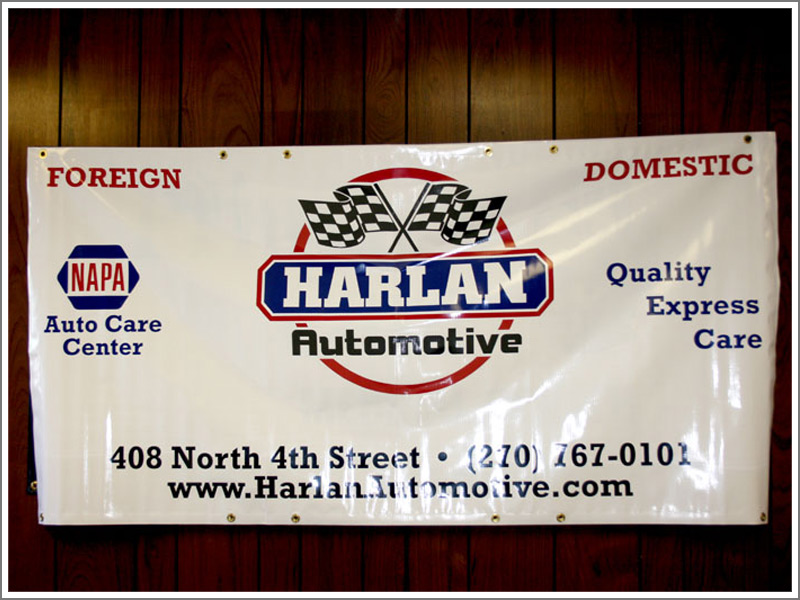 FOREIGN
DOMESTIC
NAPA
Auto Care
Center
HARLAN
Automotive
Quality
Express
Care
408 North 4th Street • (270) 767-0101
www.HarlanAutomotive.com